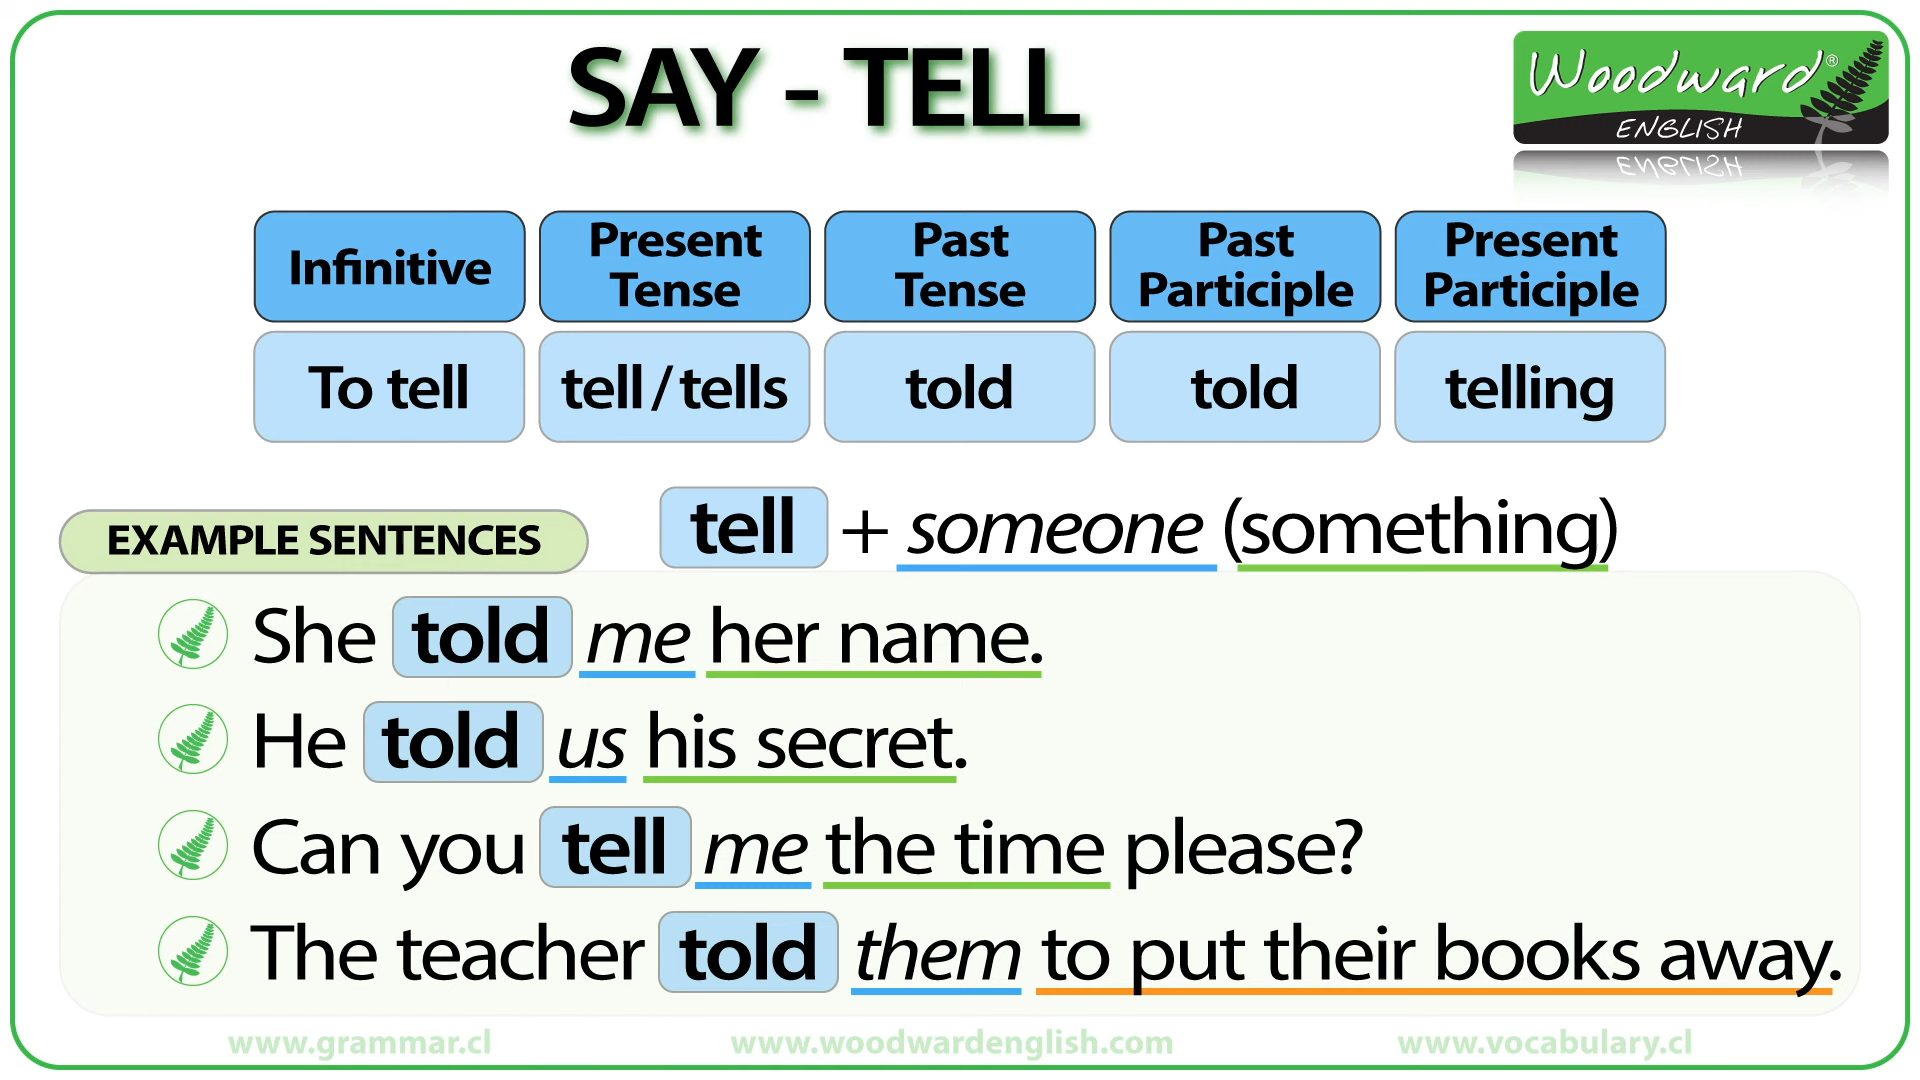 SAY - TELL
Woodward®
ENGLISH
Infinitive
Present Tense
Past Tense
Past Participle
Present Participle
To tell
tell / tells
told
told
telling
EXAMPLE SENTENCES
tell + someone (something)
She told me her name.
He told us his secret.
Can you tell me the time please?
The teacher told them to put their books away.
www.grammar.cl
www.woodwardenglish.com
www.vocabulary.cl